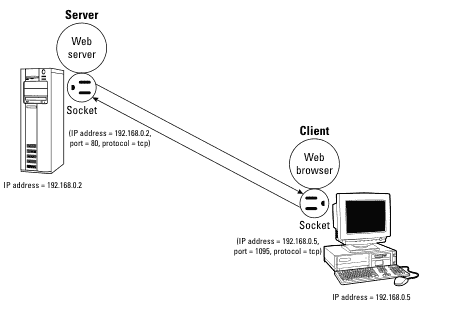 Server
Web
server
Socket
(IP address = 192.168.0.2,
port = 80, protocol = tcp)
IP address = 192.168.0.2
Client
Web
browser
Socket
(IP address = 192.168.0.5,
port = 1095, protocol = tcp)
IP address = 192.168.0.5